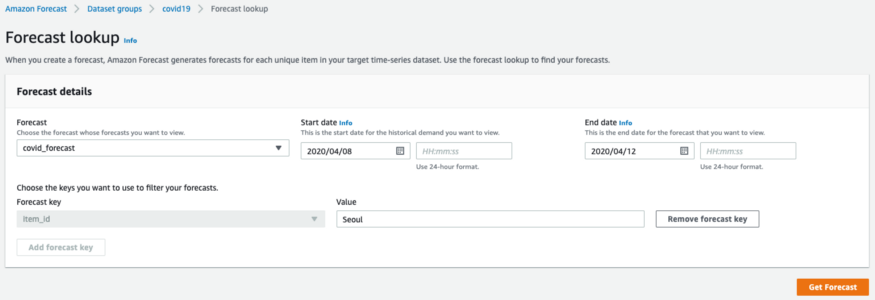 Amazon Forecast > Dataset groups > covid19 > Forecast lookup
Forecast lookup Info
When you create a forecast, Amazon Forecast generates forecasts for each unique item in your target time-series dataset. Use the forecast lookup to find your forecasts.
Forecast details
Forecast
Choose the forecast whose forecasts you want to view.
covid_forecast
Start date Info
This is the start date for the historical demand you want to view.
2020/04/08 HH:mm:ss
Use 24-hour format.
End date Info
This is the end date for the forecast that you want to view.
2020/04/12 HH:mm:ss
Use 24-hour format.
Choose the keys you want to use to filter your forecasts.
Forecast key Value
item_id Seoul Remove forecast key
Add forecast key
Get Forecast